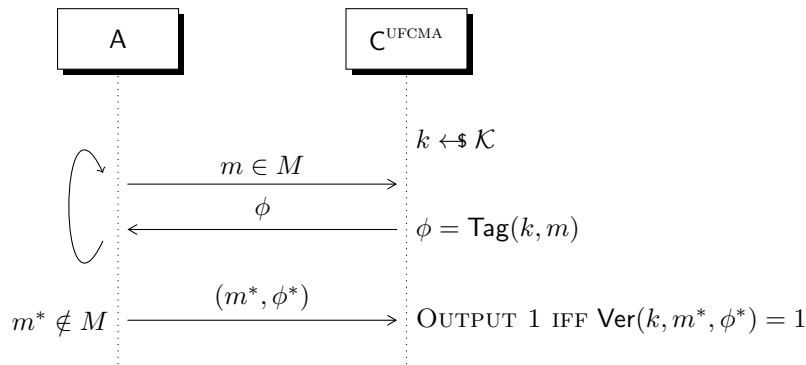 A C^UFCMA
k ←$ 𝒦
m ∈ M
ϕ
ϕ = Tag(k, m)
(m*, ϕ*)
m* ∉ M
OUTPUT 1 IFF Ver(k, m*, ϕ*) = 1